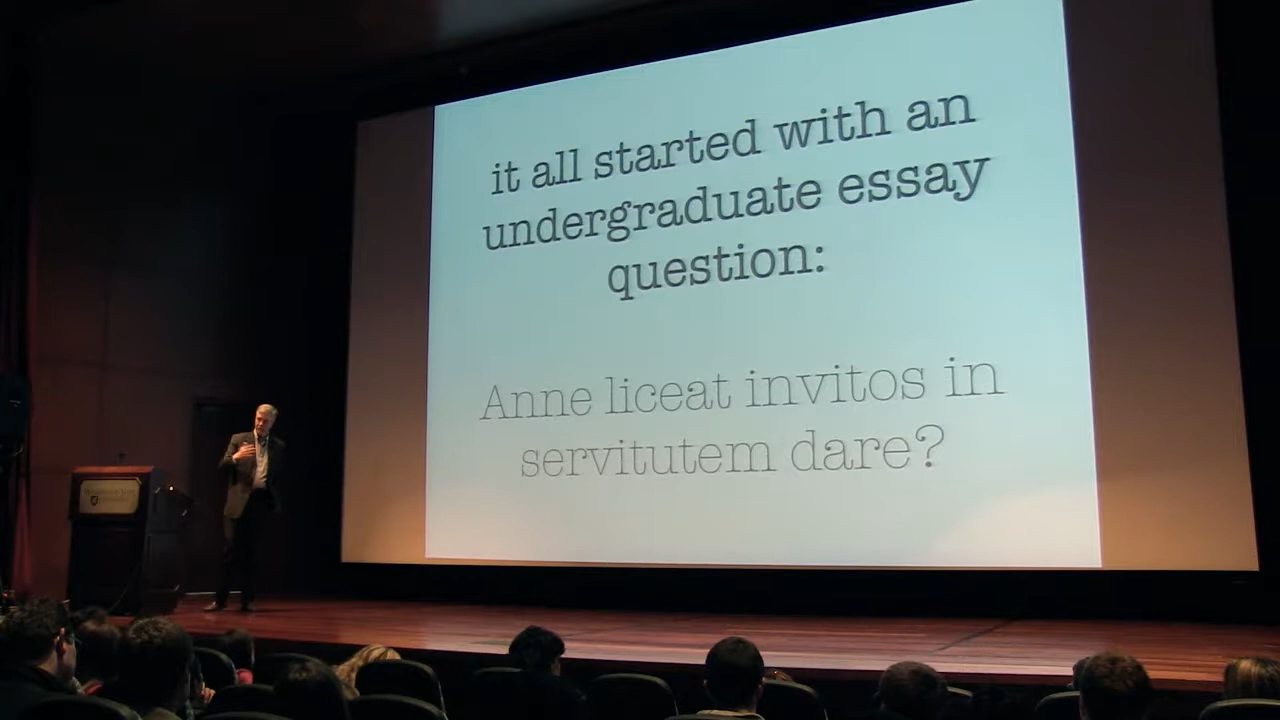 it all started with an
undergraduate essay
question:
Anne liceat invitos in
servitutem dare?